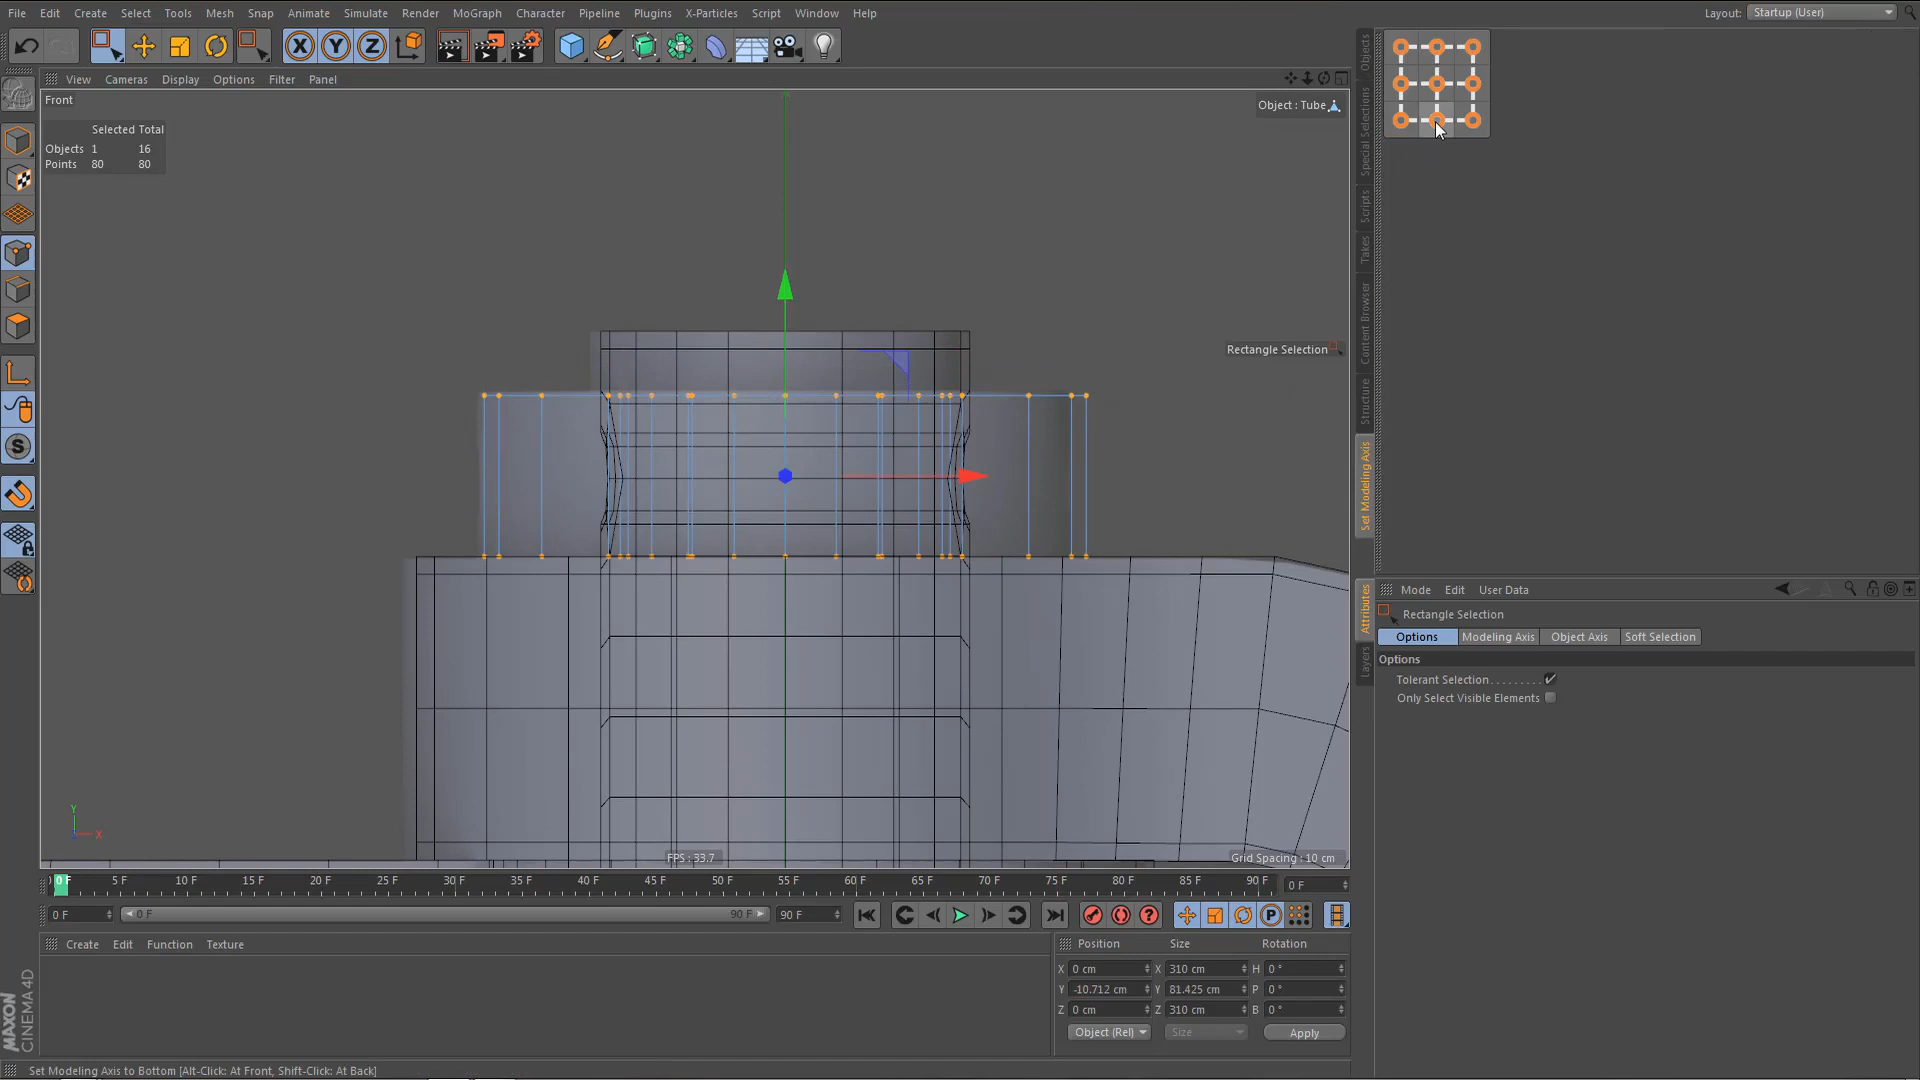 File Edit Create Select Tools Mesh Snap Animate Simulate Render MoGraph Character Pipeline Plugins X-Particles Script Window Help
Layout: Startup (User)
X Y Z
View Cameras Display Options Filter Panel
Front
Object : Tube
Selected Total
Objects 1 16
Points 80 80
Rectangle Selection
Y
X
FPS : 33.7
Grid Spacing : 10 cm
Objects
Special Selections
Scripts
Takes
Content Browser
Structure
Set Modeling Axis
Attributes
Layers
Mode Edit User Data
Rectangle Selection
Options Modeling Axis Object Axis Soft Selection
Options
Tolerant Selection . . . . . . . . .
Only Select Visible Elements
0 F 5 F 10 F 15 F 20 F 25 F 30 F 35 F 40 F 45 F 50 F 55 F 60 F 65 F 70 F 75 F 80 F 85 F 90 F 0 F
0 F 0 F 90 F 90 F
P
Create Edit Function Texture
Position Size Rotation
X 0 cm X 310 cm H 0 °
Y -10.712 cm Y 81.425 cm P 0 °
Z 0 cm Z 310 cm B 0 °
Object (Rel) Size Apply
MAXON
CINEMA 4D
Set Modeling Axis to Bottom [Alt-Click: At Front, Shift-Click: At Back]